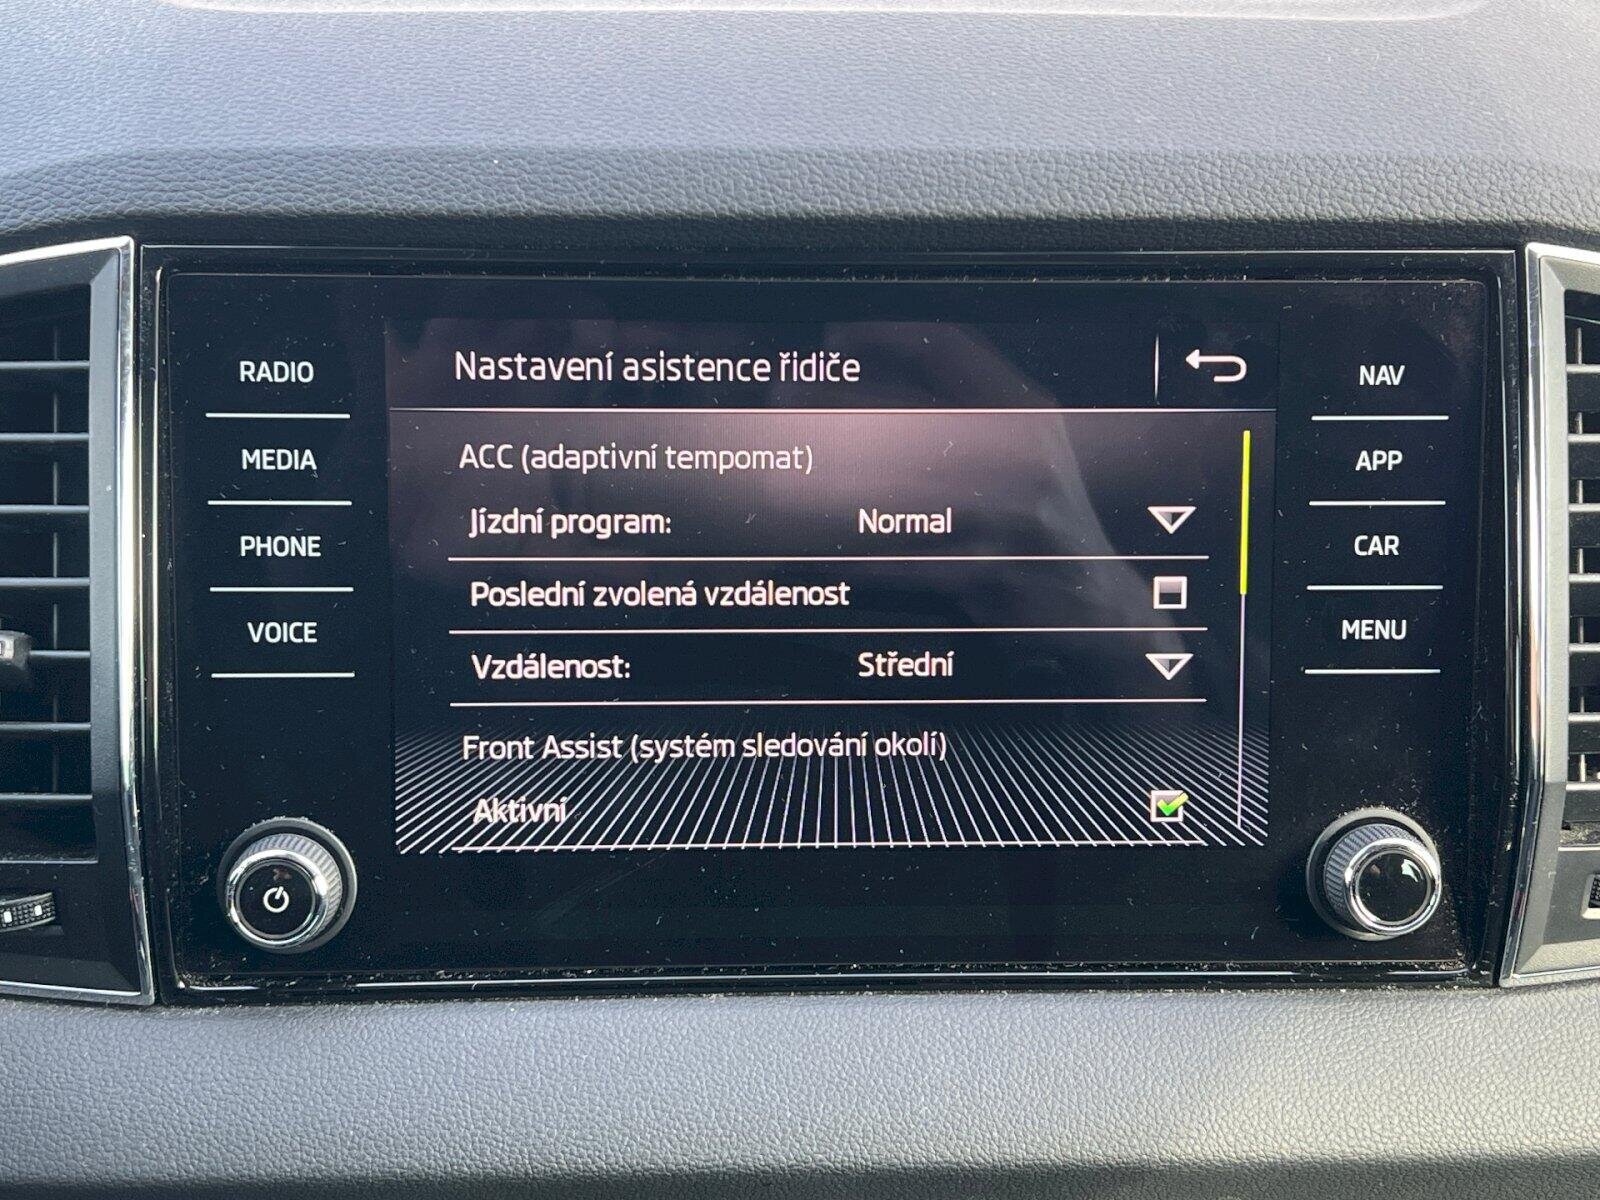 RADIO
MEDIA
PHONE
VOICE
Nastavení asistence řidiče
ACC (adaptivní tempomat)
Jízdní program: Normal
Poslední zvolená vzdálenost
Vzdálenost: Střední
Front Assist (systém sledování okolí)
Aktivní
NAV
APP
CAR
MENU